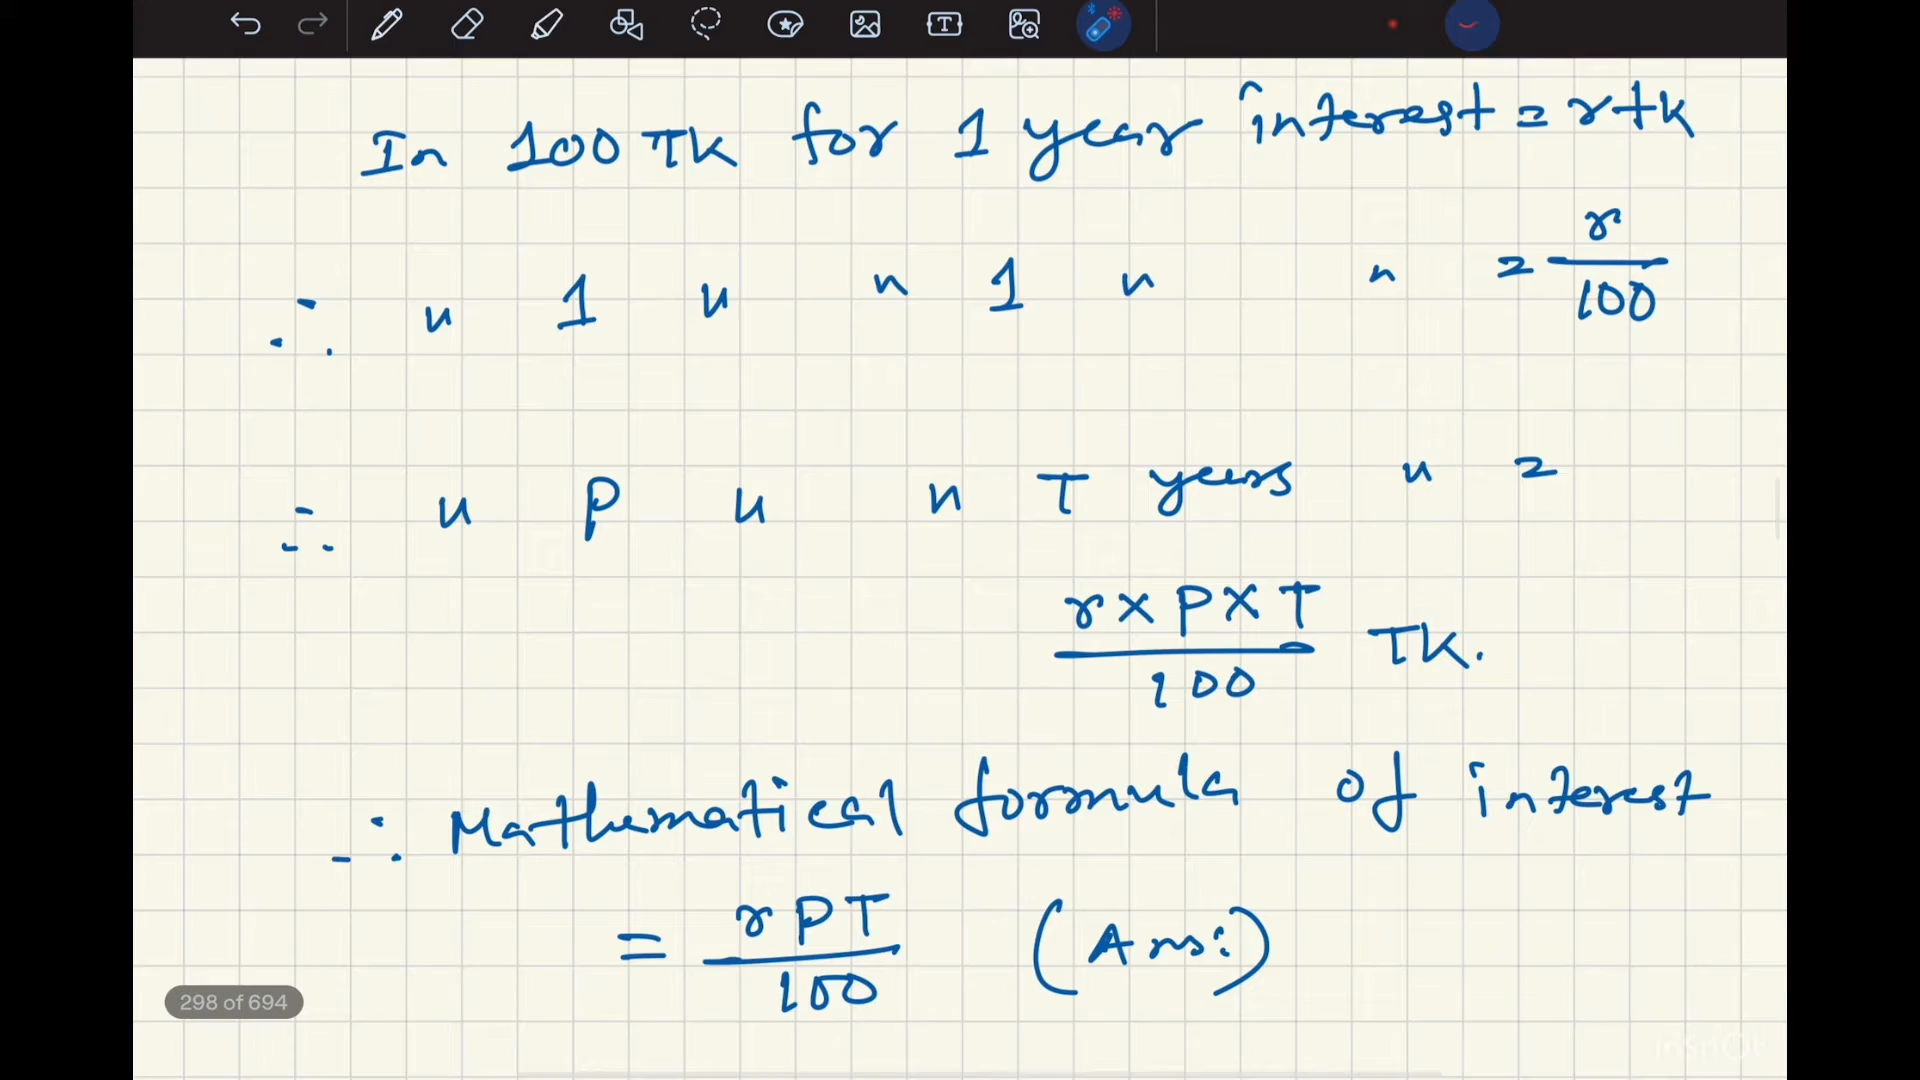 In 100 TK for 1 year interest = r tk
∴ " 1 " " 1 " " = r/100
∴ " P " " T years " =
r × P × T / 100 TK.
∴ Mathematical formula of interest
= rPT/100 (Ans:)
298 of 694